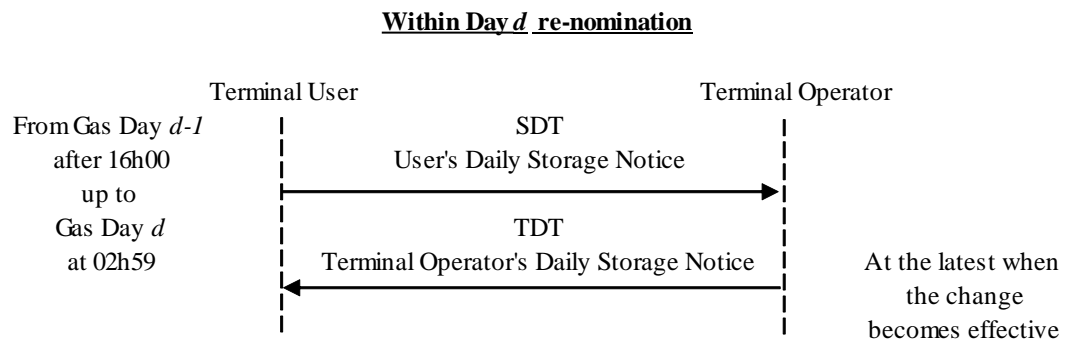 Within Day d re-nomination
Terminal User
Terminal Operator
From Gas Day d-1
after 16h00
up to
Gas Day d
at 02h59
SDT
User's Daily Storage Notice
TDT
Terminal Operator's Daily Storage Notice
At the latest when
the change
becomes effective